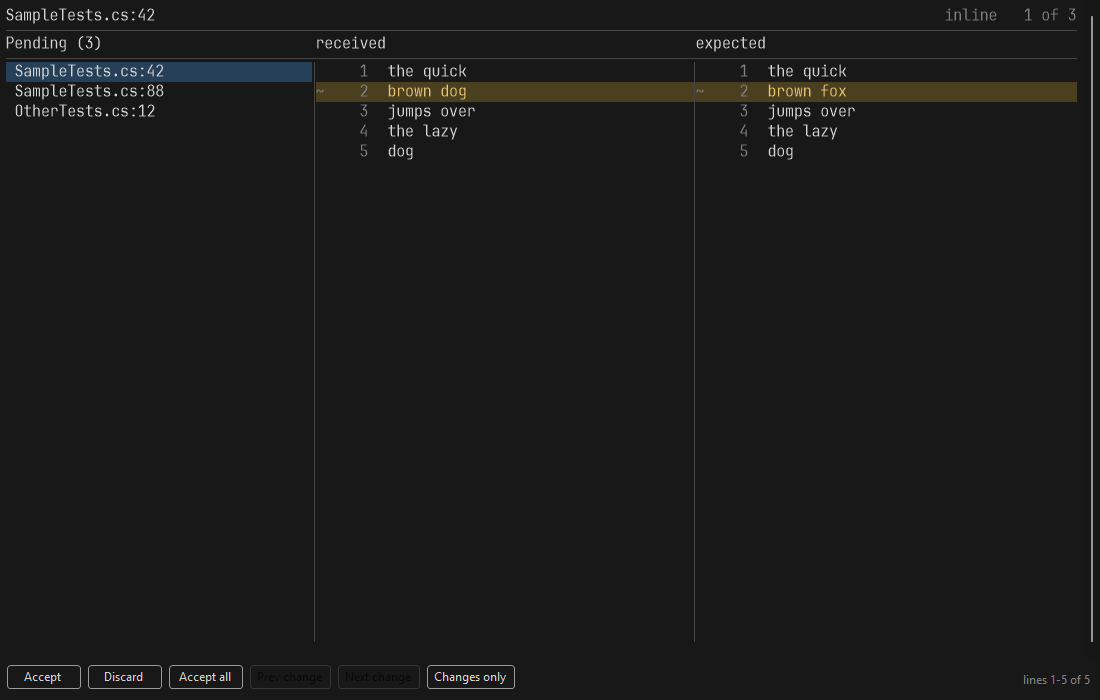 SampleTests.cs:42 inline 1 of 3
Pending (3) received expected
SampleTests.cs:42 1 the quick 1 the quick
SampleTests.cs:88 ~ 2 brown dog ~ 2 brown fox
OtherTests.cs:12 3 jumps over 3 jumps over
4 the lazy 4 the lazy
5 dog 5 dog
Accept Discard Accept all Prev change Next change Changes only lines 1-5 of 5